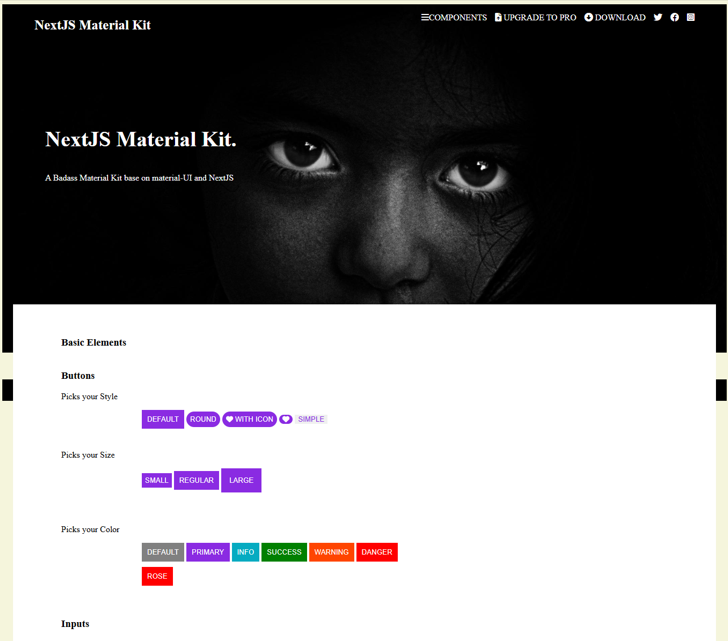 NextJS Material Kit
COMPONENTS UPGRADE TO PRO DOWNLOAD
NextJS Material Kit.
A Badass Material Kit base on material-UI and NextJS
Basic Elements
Buttons
Picks your Style
DEFAULT ROUND WITH ICON SIMPLE
Picks your Size
SMALL REGULAR LARGE
Picks your Color
DEFAULT PRIMARY INFO SUCCESS WARNING DANGER
ROSE
Inputs